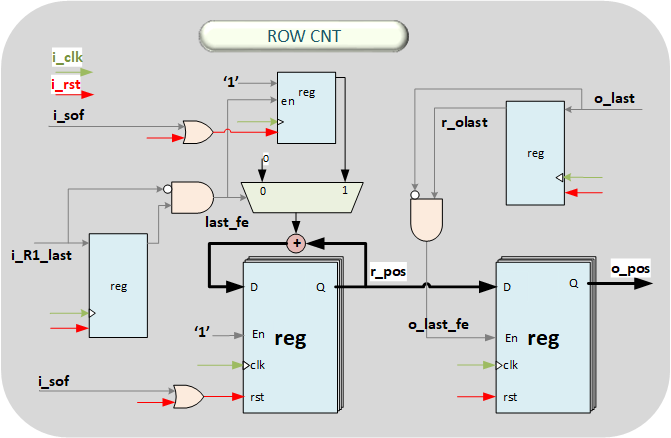 ROW CNT
i_clk
i_rst
i_sof
'1'
reg
en
o_last
r_olast
reg
0
0
1
last_fe
i_R1_last
reg
+
r_pos
o_pos
D
Q
D
Q
'1'
En
reg
o_last_fe
En
reg
clk
clk
i_sof
rst
rst